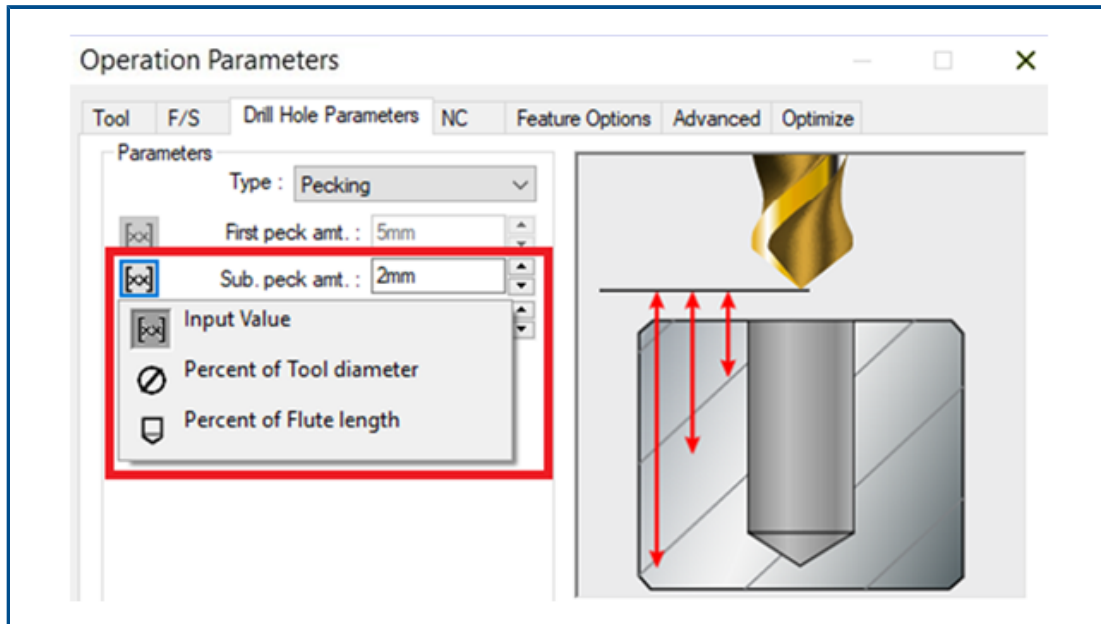 Operation Parameters
Tool F/S Drill Hole Parameters NC Feature Options Advanced Optimize
Parameters
Type : Pecking
First peck amt. : 5mm
Sub. peck amt. : 2mm
Input Value
Percent of Tool diameter
Percent of Flute length